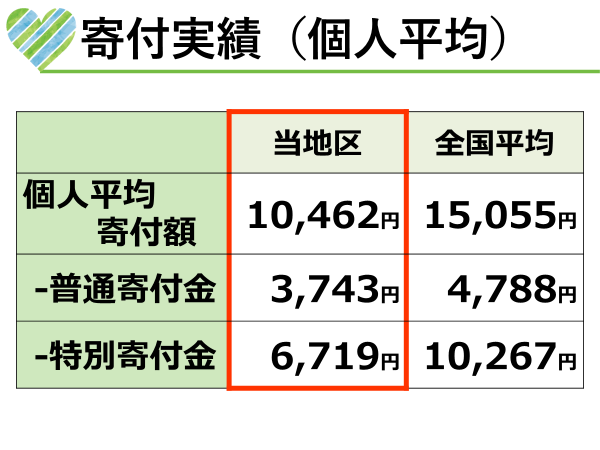 寄付実績（個人平均）
当地区 全国平均
個人平均
寄付額 10,462円 15,055円
-普通寄付金 3,743円 4,788円
-特別寄付金 6,719円 10,267円